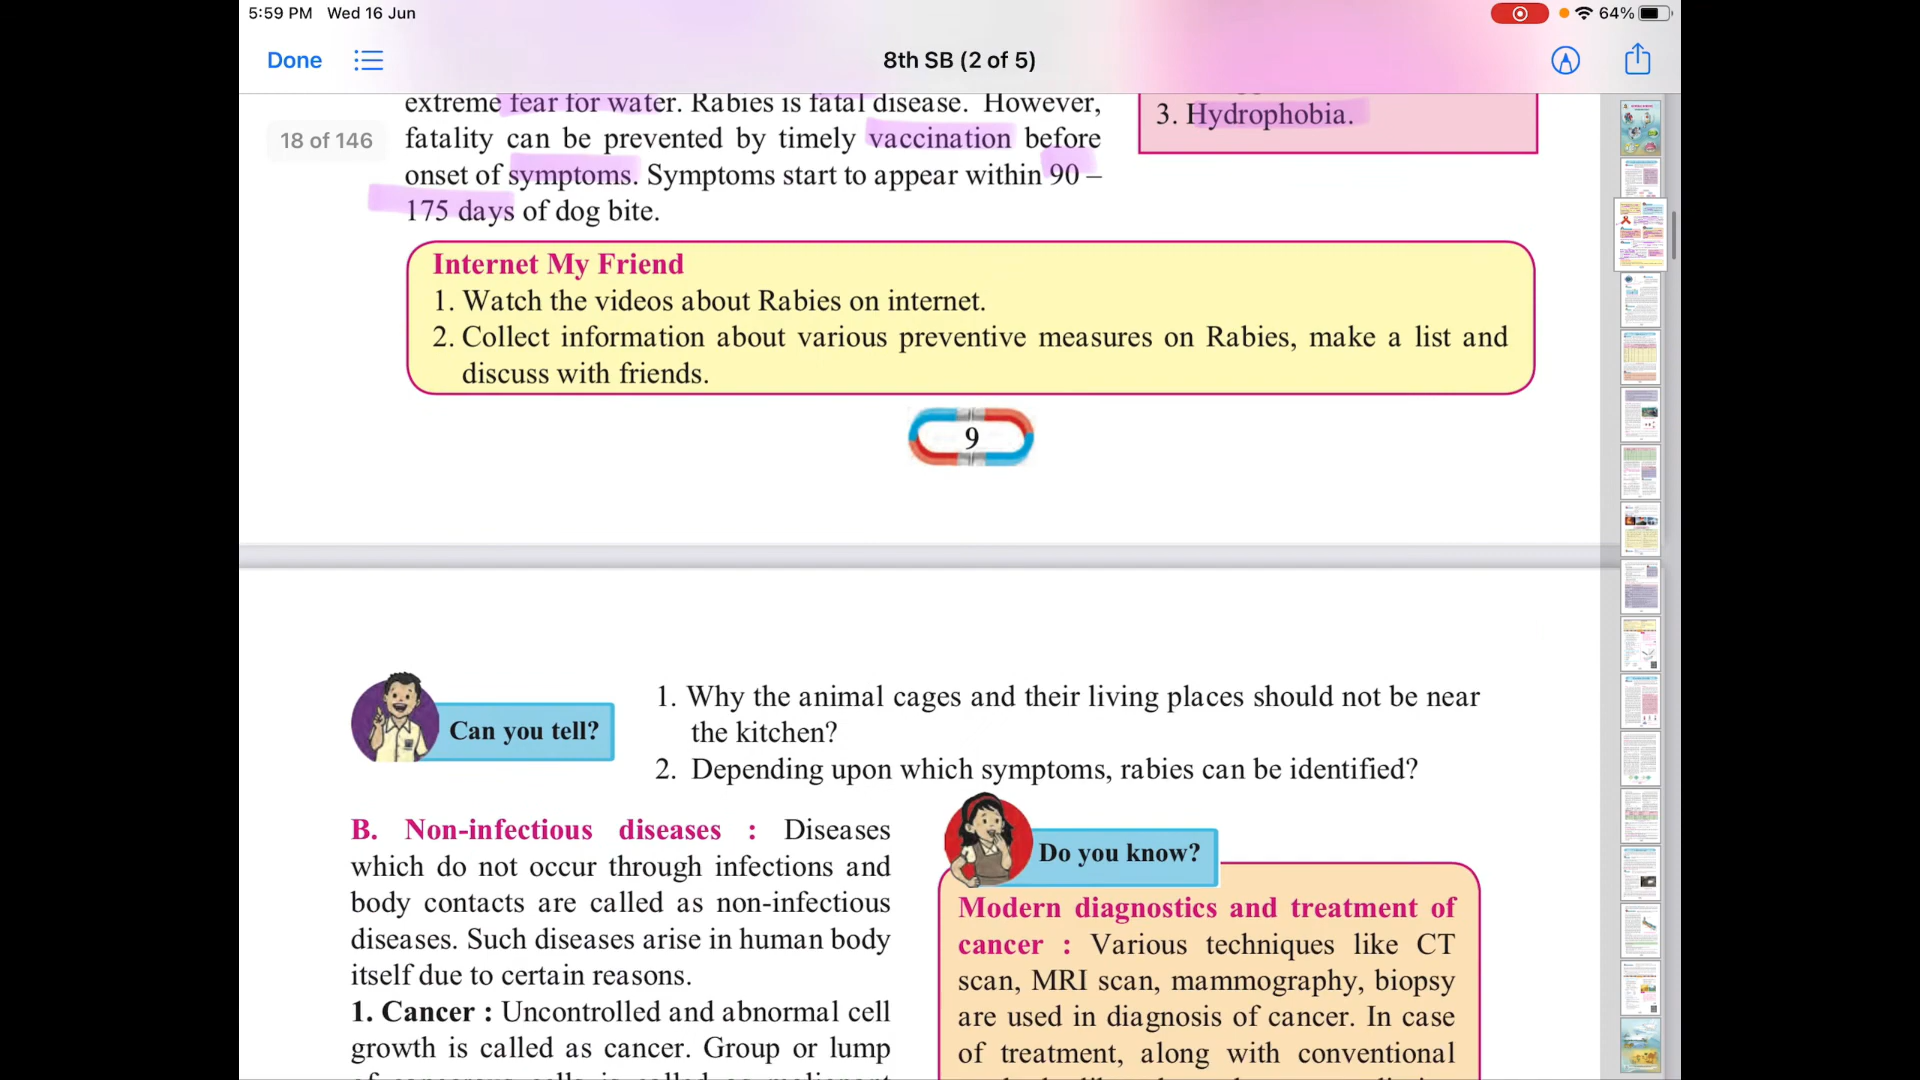 5:59 PM Wed 16 Jun
64%
Done
8th SB (2 of 5)
18 of 146
extreme fear for water. Rabies is fatal disease. However,
fatality can be prevented by timely vaccination before
onset of symptoms. Symptoms start to appear within 90 –
175 days of dog bite.
3. Hydrophobia.
Internet My Friend
1. Watch the videos about Rabies on internet.
2. Collect information about various preventive measures on Rabies, make a list and
discuss with friends.
9
Can you tell?
1. Why the animal cages and their living places should not be near
the kitchen?
2. Depending upon which symptoms, rabies can be identified?
B. Non-infectious diseases : Diseases
which do not occur through infections and
body contacts are called as non-infectious
diseases. Such diseases arise in human body
itself due to certain reasons.
1. Cancer : Uncontrolled and abnormal cell
growth is called as cancer. Group or lump
Do you know?
Modern diagnostics and treatment of
cancer : Various techniques like CT
scan, MRI scan, mammography, biopsy
are used in diagnosis of cancer. In case
of treatment, along with conventional